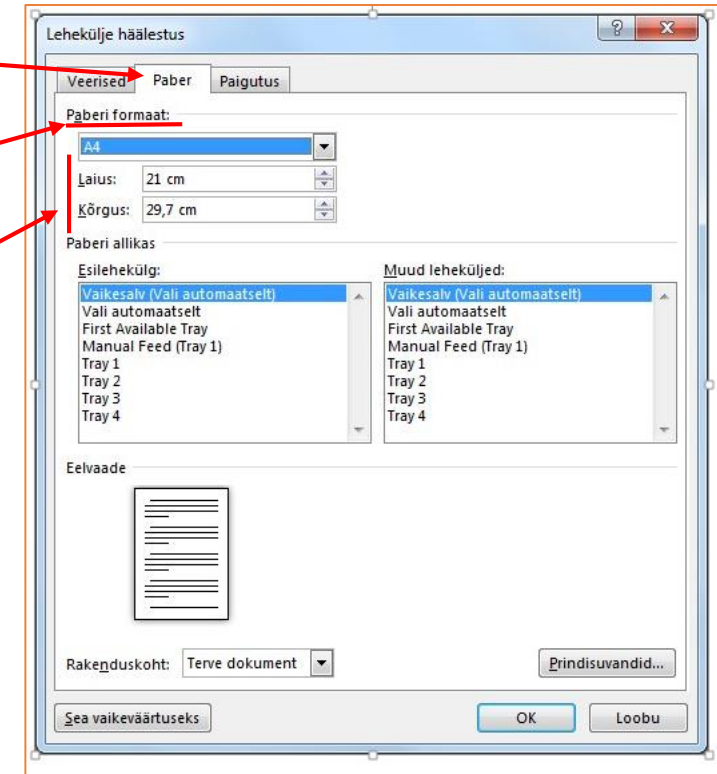 Lehekülje häälestus
Veerised Paber Paigutus
Paberi formaat:
A4
Laius: 21 cm
Kõrgus: 29,7 cm
Paberi allikas
Esilehekülg: Muud leheküljed:
Vaikesalv (Vali automaatselt) Vaikesalv (Vali automaatselt)
Vali automaatselt Vali automaatselt
First Available Tray First Available Tray
Manual Feed (Tray 1) Manual Feed (Tray 1)
Tray 1 Tray 1
Tray 2 Tray 2
Tray 3 Tray 3
Tray 4 Tray 4
Eelvaade
Rakenduskoht: Terve dokument Prindisuvandid...
Sea vaikeväärtuseks OK Loobu